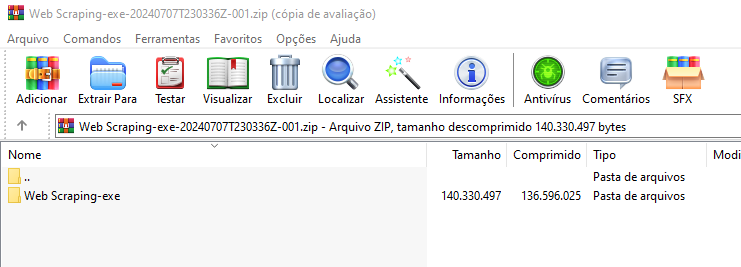 Web Scraping-exe-20240707T230336Z-001.zip (cópia de avaliação)
Arquivo Comandos Ferramentas Favoritos Opções Ajuda
Adicionar Extrair Para Testar Visualizar Excluir Localizar Assistente Informações Antivírus Comentários SFX
Web Scraping-exe-20240707T230336Z-001.zip - Arquivo ZIP, tamanho descomprimido 140.330.497 bytes
Nome Tamanho Comprimido Tipo Modi
.. Pasta de arquivos
Web Scraping-exe 140.330.497 136.596.025 Pasta de arquivos